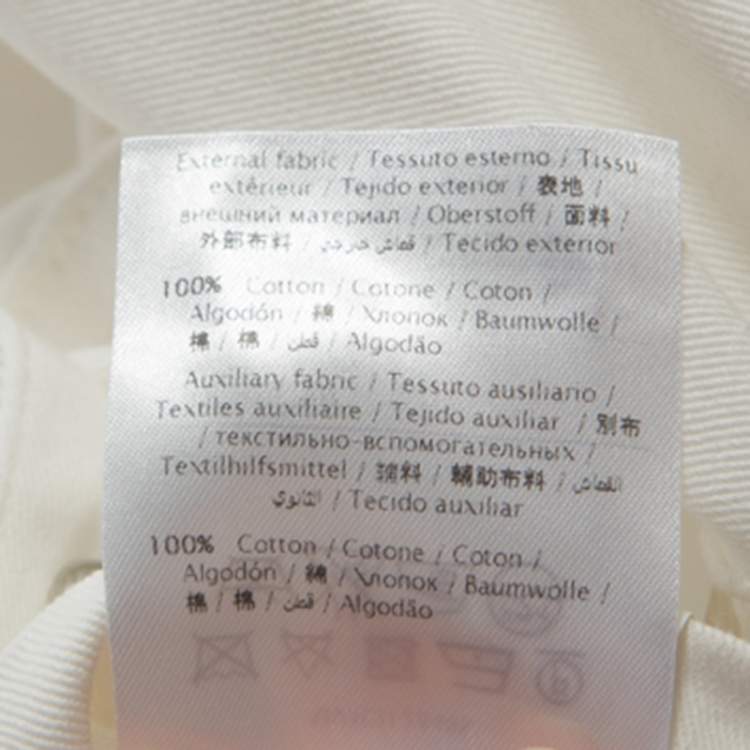 External fabric / Tessuto esterno / Tissu
extérieur / Tejido exterior / 表地 /
внешний материал / Oberstoff / 面料 /
外部布料 / قماش خارجي / Tecido exterior
100% Cotton / Cotone / Coton /
Algodón / 綿 / Хлопок / Baumwolle /
棉 / 棉 / قطن / Algodão
Auxiliary fabric / Tessuto ausiliario /
Textiles auxiliaire / Tejido auxiliar / 別布
/ текстильно-вспомогательных /
Textilhilfsmittel / 辅料 / 輔助布料 / القماش
الثانوي / Tecido auxiliar
100% Cotton / Cotone / Coton /
Algodón / 綿 / Хлопок / Baumwolle /
棉 / 棉 / قطن / Algodão